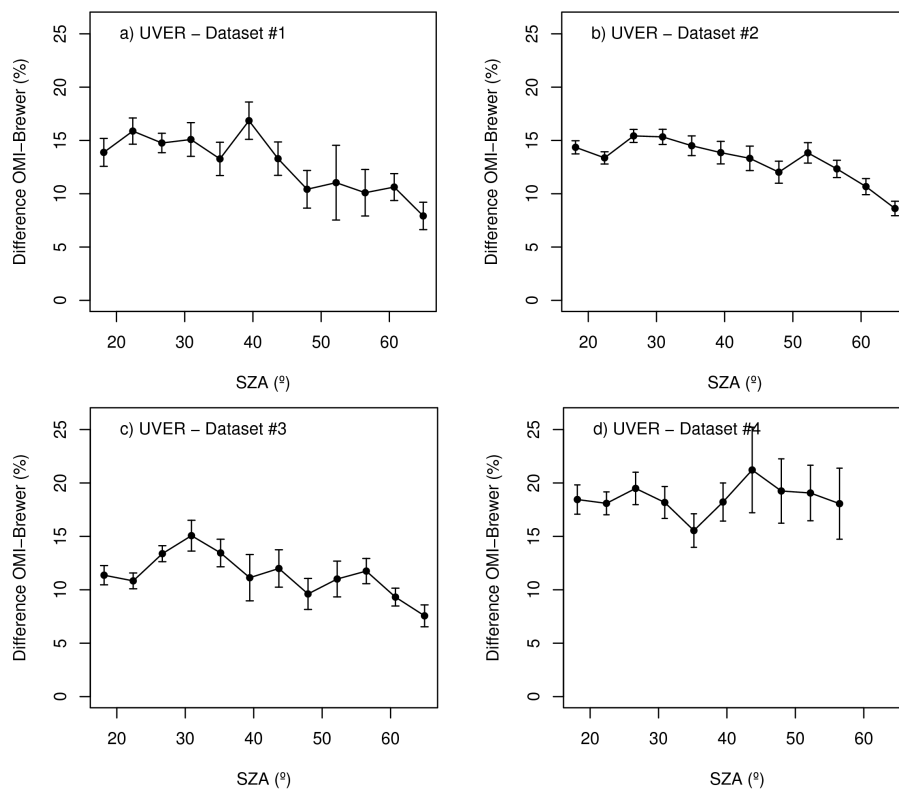 a) UVER − Dataset #1
Difference OMI−Brewer (%)
0 5 10 15 20 25
20 30 40 50 60
SZA (º)
b) UVER − Dataset #2
Difference OMI−Brewer (%)
0 5 10 15 20 25
20 30 40 50 60
SZA (º)
c) UVER − Dataset #3
Difference OMI−Brewer (%)
0 5 10 15 20 25
20 30 40 50 60
SZA (º)
d) UVER − Dataset #4
Difference OMI−Brewer (%)
0 5 10 15 20 25
20 30 40 50 60
SZA (º)